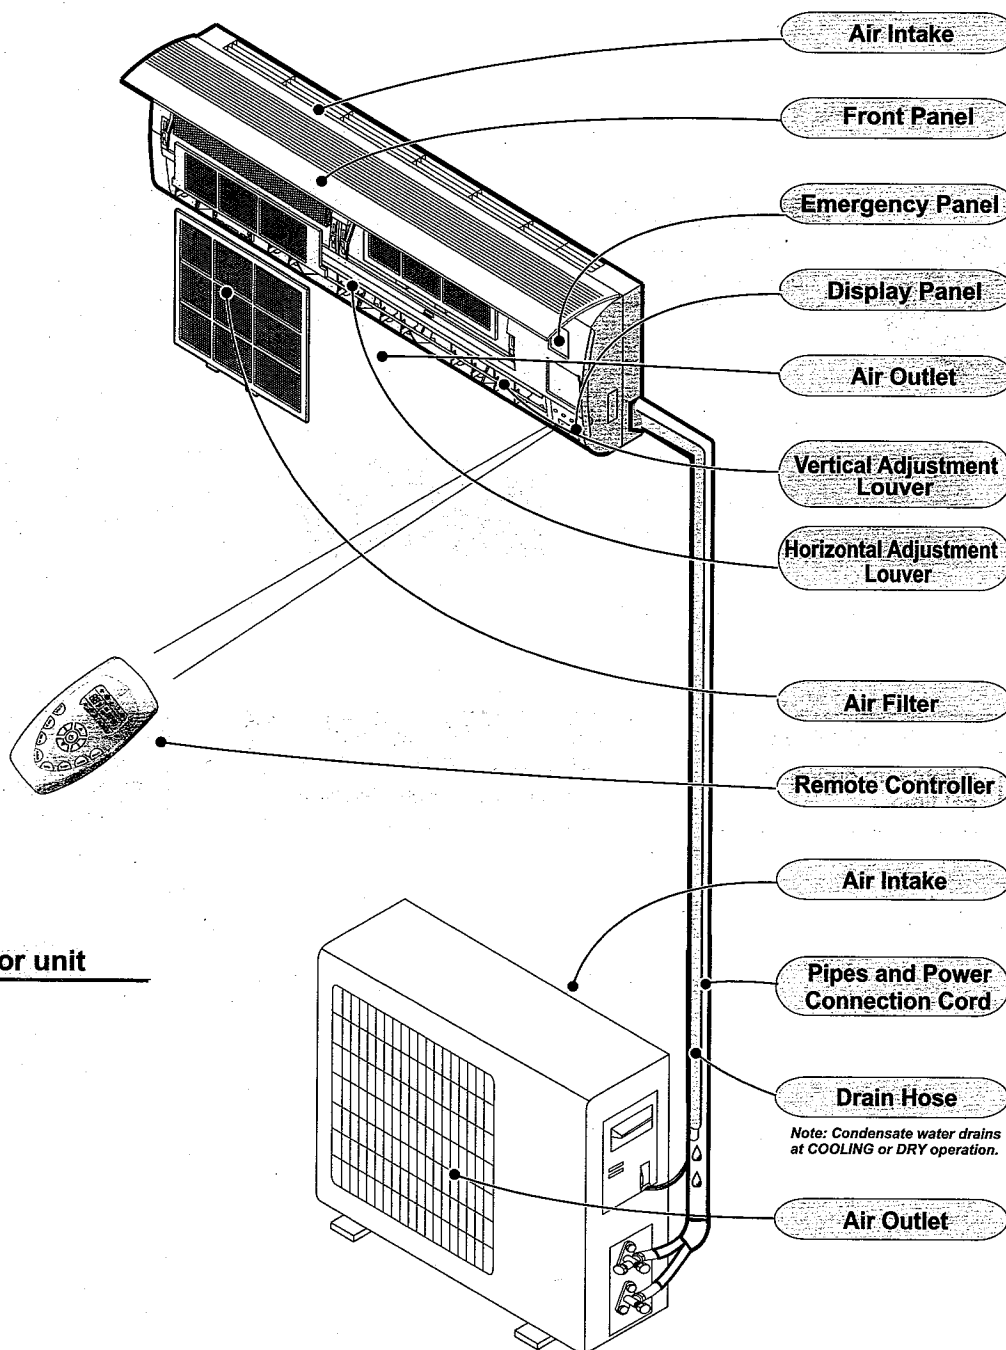 Air Intake
Front Panel
Emergency Panel
Display Panel
Air Outlet
Vertical Adjustment
Louver
Horizontal Adjustment
Louver
Air Filter
Remote Controller
Air Intake
or unit
Pipes and Power
Connection Cord
Drain Hose
Note: Condensate water drains
at COOLING or DRY operation.
Air Outlet